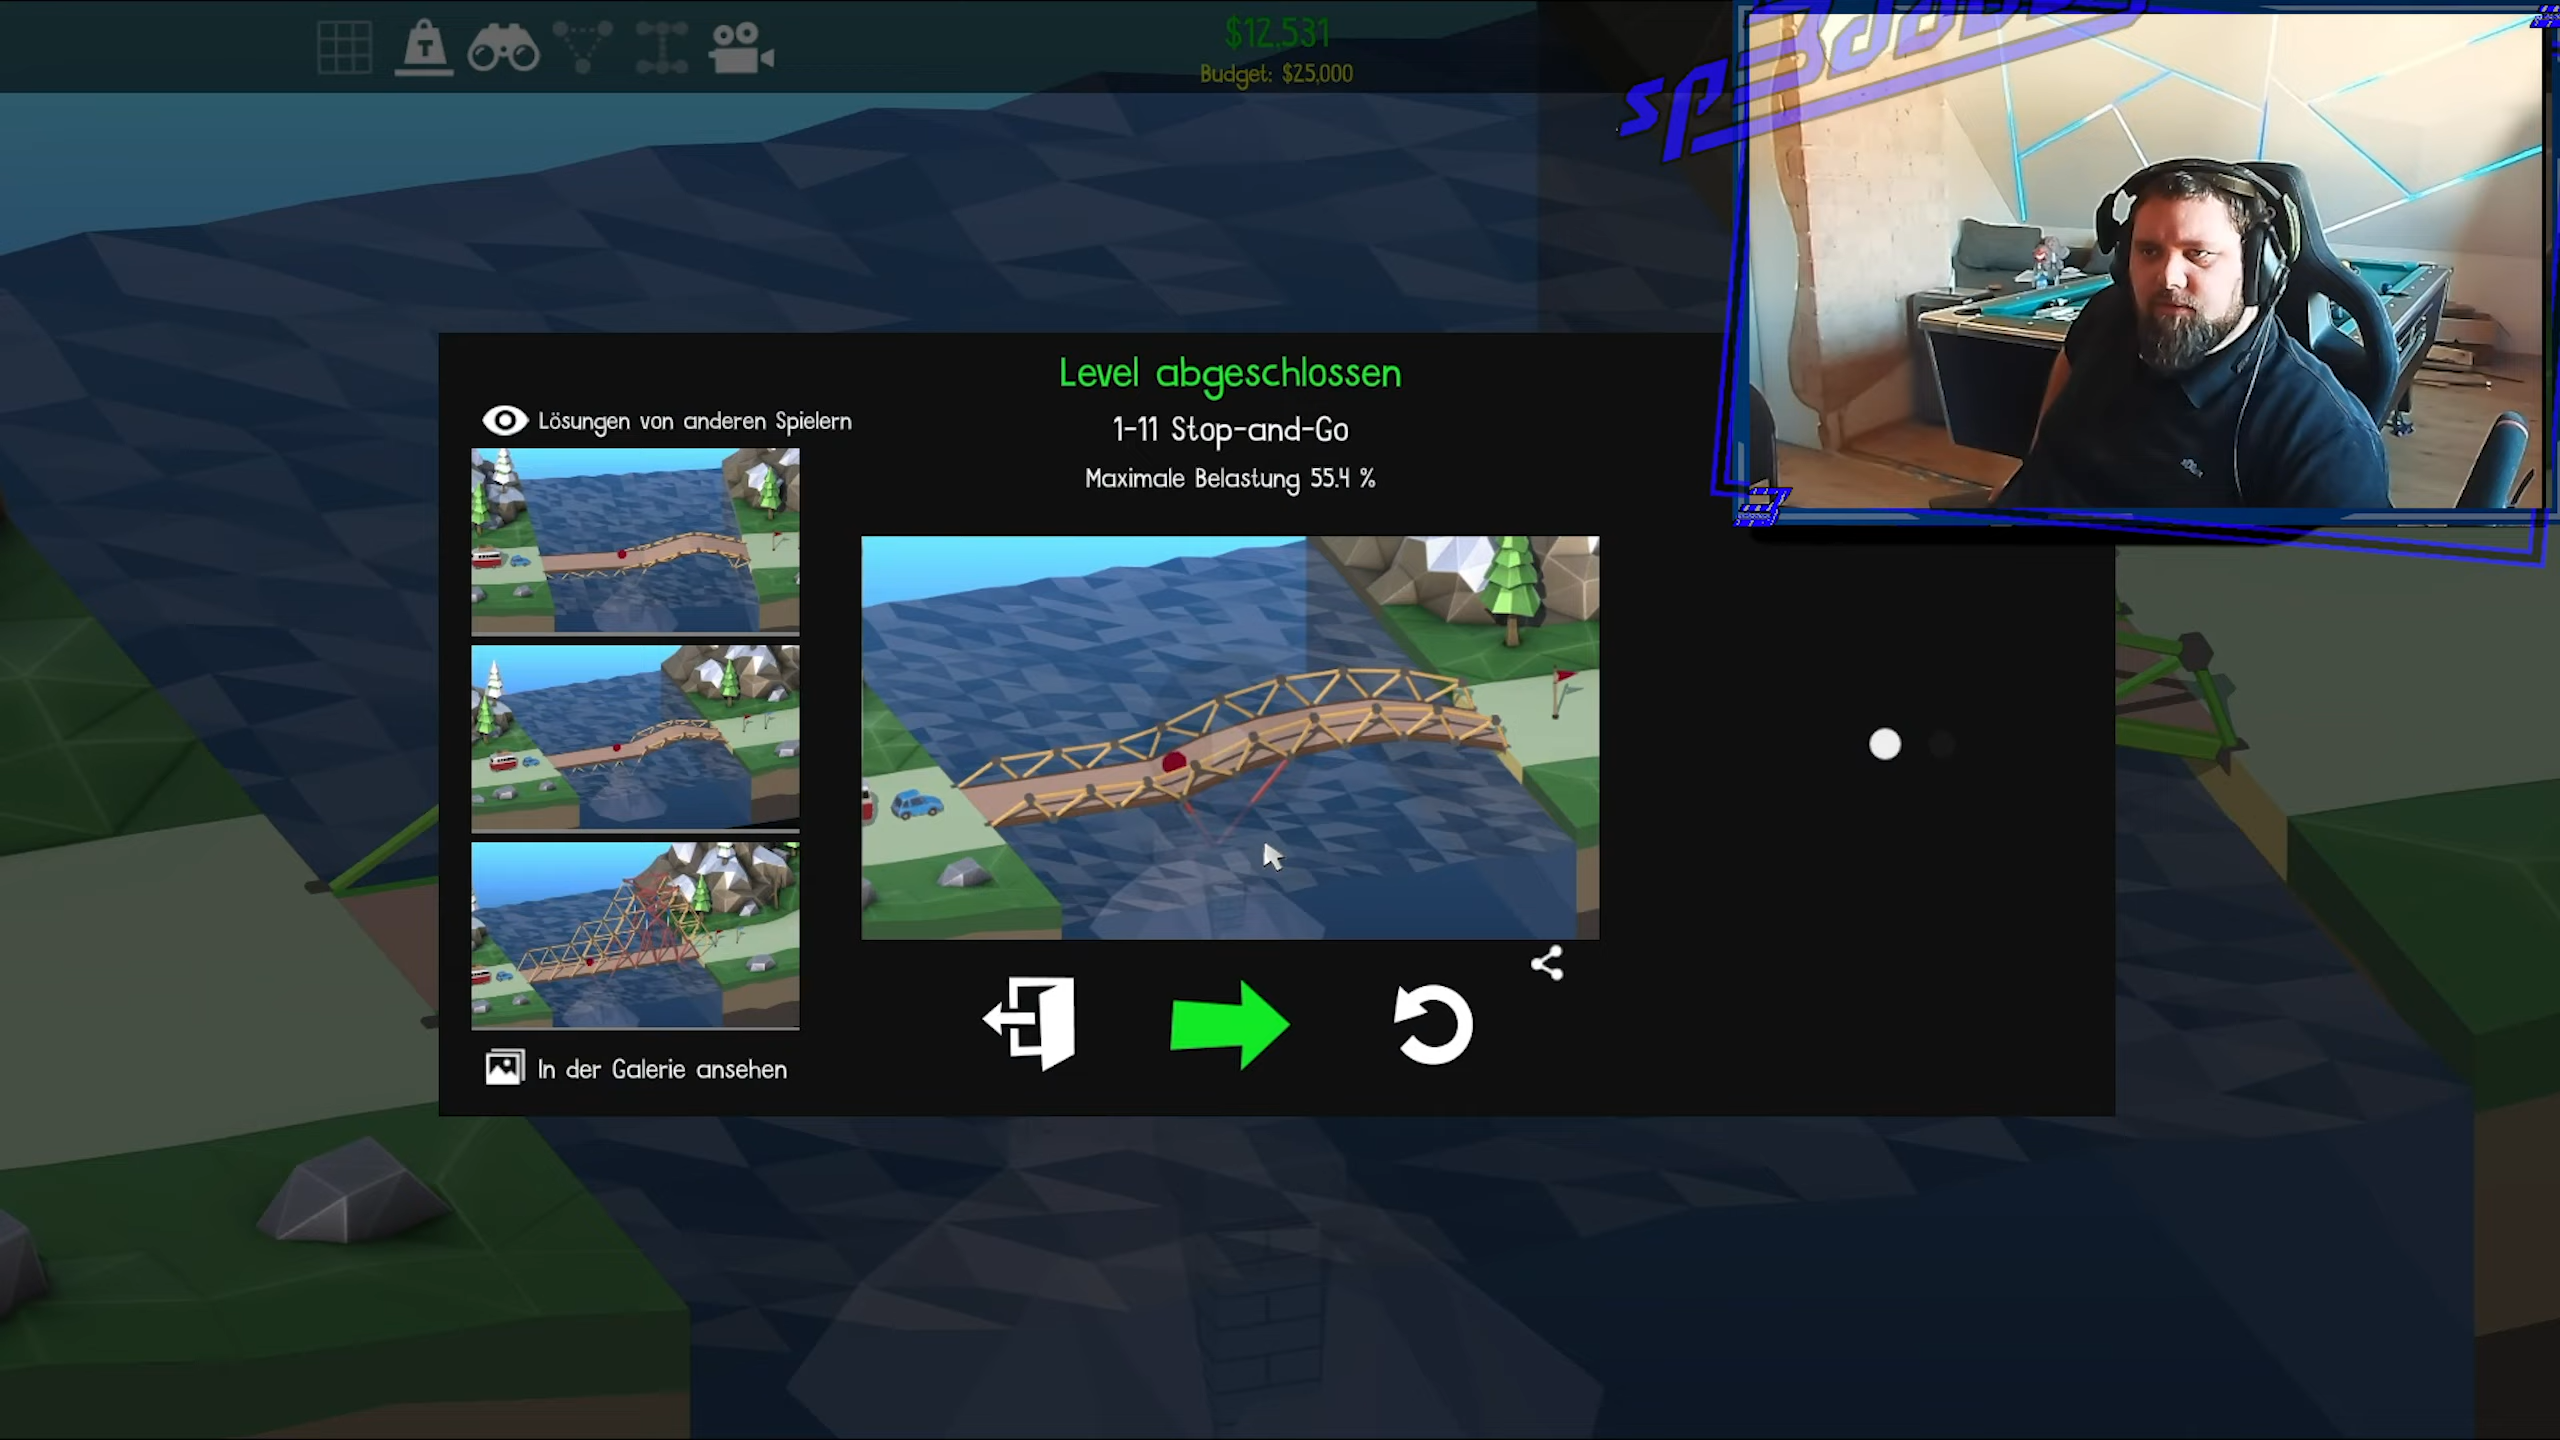 $12,531
Budget: $25,000
Level abgeschlossen
1-11 Stop-and-Go
Maximale Belastung 55.4 %
Lösungen von anderen Spielern
In der Galerie ansehen